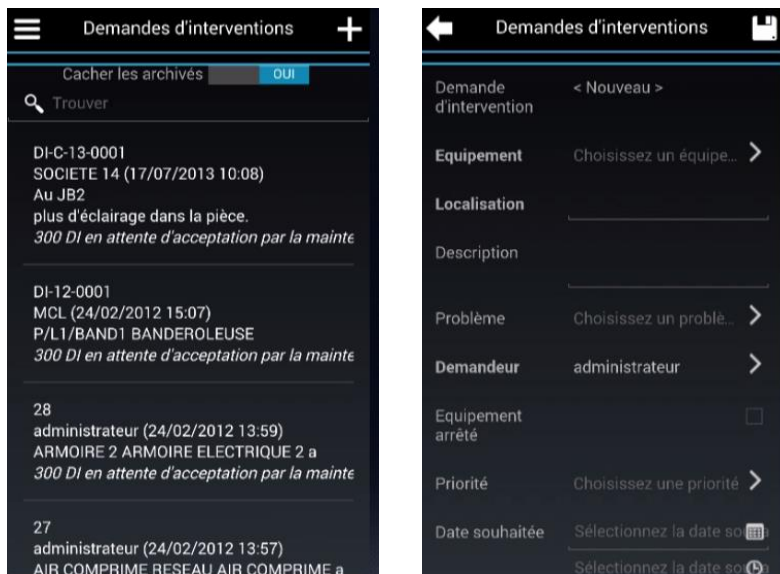 Demandes d'interventions
Cacher les archivés OUI
Trouver
DI-C-13-0001
SOCIETE 14 (17/07/2013 10:08)
Au JB2
plus d'éclairage dans la pièce.
300 DI en attente d'acceptation par la mainte
DI-12-0001
MCL (24/02/2012 15:07)
P/L1/BAND1 BANDEROLEUSE
300 DI en attente d'acceptation par la mainte
28
administrateur (24/02/2012 13:59)
ARMOIRE 2 ARMOIRE ELECTRIQUE 2 a
300 DI en attente d'acceptation par la mainte
27
administrateur (24/02/2012 13:57)
AIR COMPRIME RESEAU AIR COMPRIME a
Demandes d'interventions
Demande < Nouveau >
d'intervention
Equipement Choisissez un équipe...
Localisation
Description
Problème Choisissez un problè...
Demandeur administrateur
Equipement
arrêté
Priorité Choisissez une priorité
Date souhaitée Sélectionnez la date so
Sélectionnez la date so